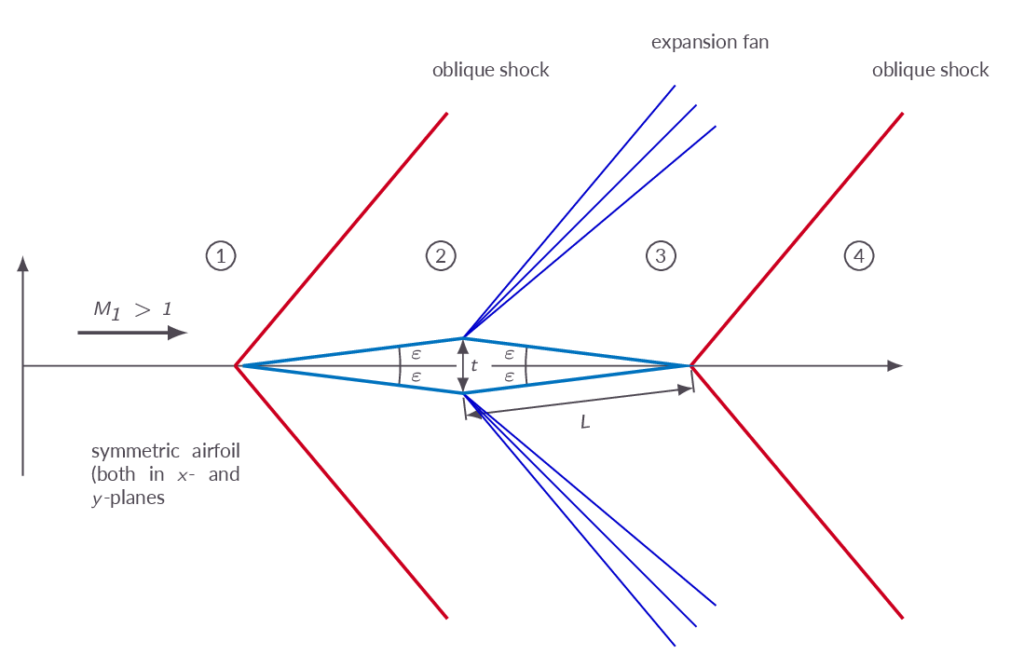 expansion fan
oblique shock
oblique shock
1
2
3
4
M1 > 1
ε
ε
t
ε
ε
L
symmetric airfoil
(both in x- and
y-planes